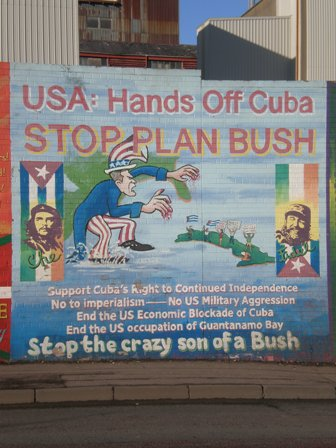 USA: Hands Off Cuba
STOP PLAN BUSH
Che
Fidel
Support Cuba's Right to Continued Independence
No to imperialism — No US Military Aggression
End the US Economic Blockade of Cuba
End the US occupation of Guantanamo Bay
Stop the crazy son of a Bush